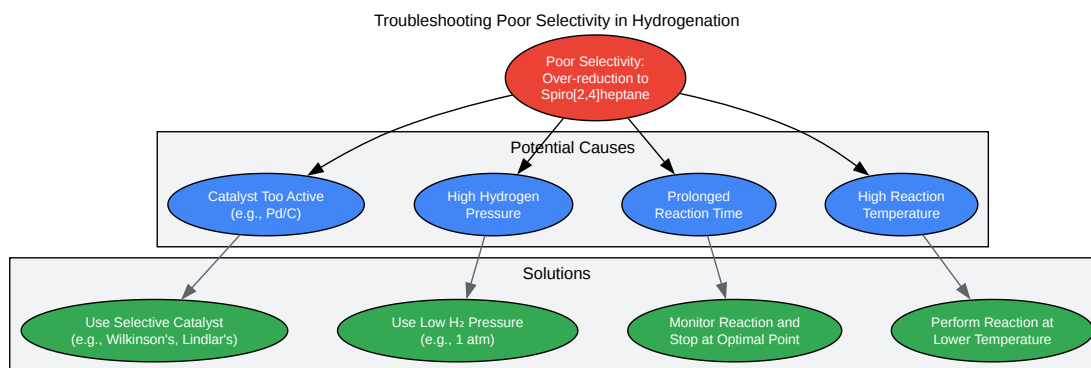 Troubleshooting Poor Selectivity in Hydrogenation
Poor Selectivity:
Over-reduction to
Spiro[2,4]heptane
Potential Causes
Catalyst Too Active
(e.g., Pd/C)
High Hydrogen
Pressure
Prolonged
Reaction Time
High Reaction
Temperature
Solutions
Use Selective Catalyst
(e.g., Wilkinson's, Lindlar's)
Use Low H₂ Pressure
(e.g., 1 atm)
Monitor Reaction and
Stop at Optimal Point
Perform Reaction at
Lower Temperature